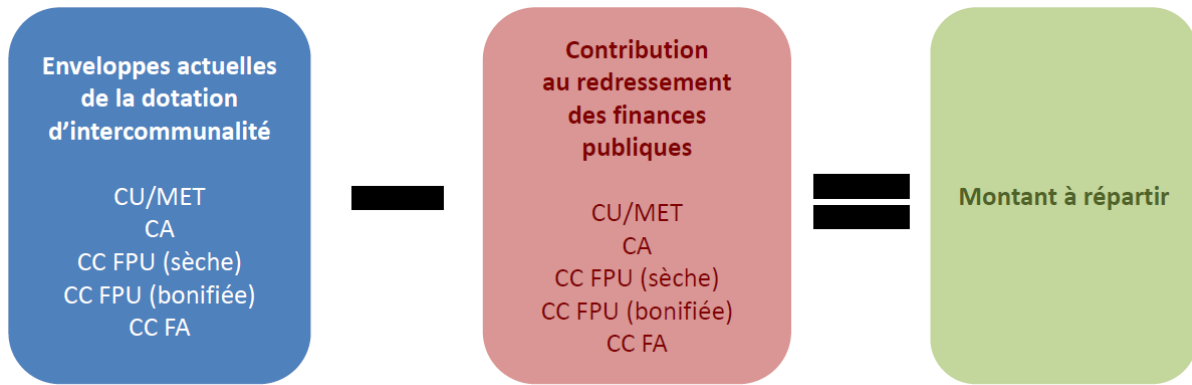 Enveloppes actuelles
de la dotation
d'intercommunalité
CU/MET
CA
CC FPU (sèche)
CC FPU (bonifiée)
CC FA
Contribution
au redressement
des finances
publiques
CU/MET
CA
CC FPU (sèche)
CC FPU (bonifiée)
CC FA
Montant à répartir